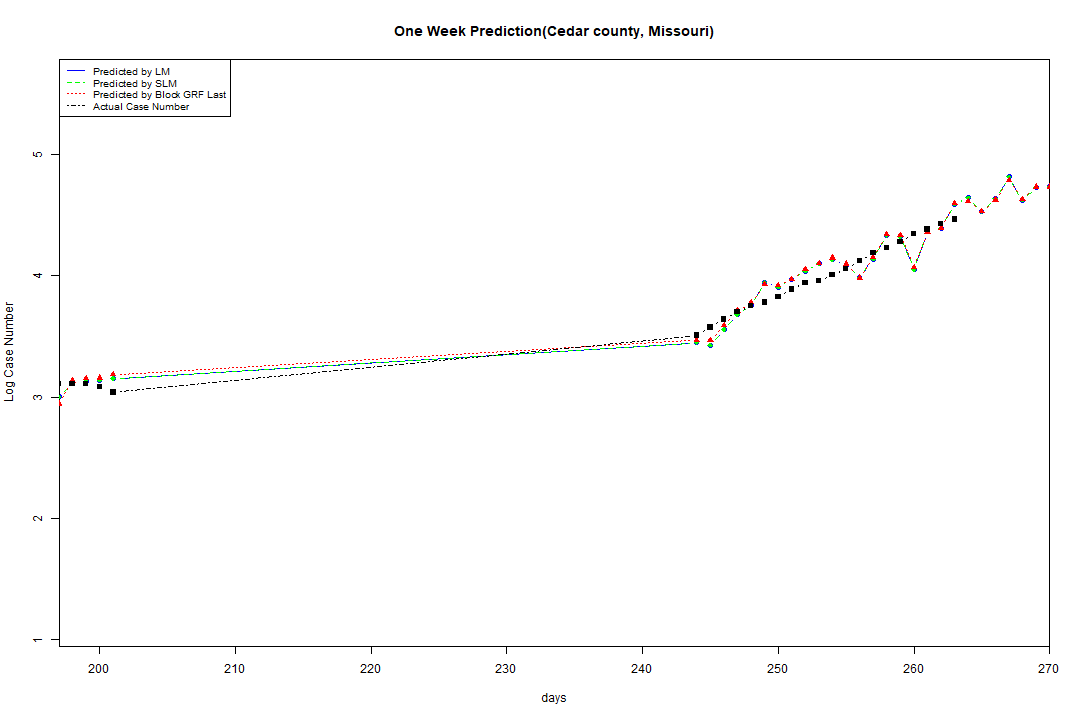 One Week Prediction(Cedar county, Missouri)
Predicted by LM
Predicted by SLM
Predicted by Block GRF Last
Actual Case Number
5
4
3
2
1
Log Case Number
200 210 220 230 240 250 260 270
days